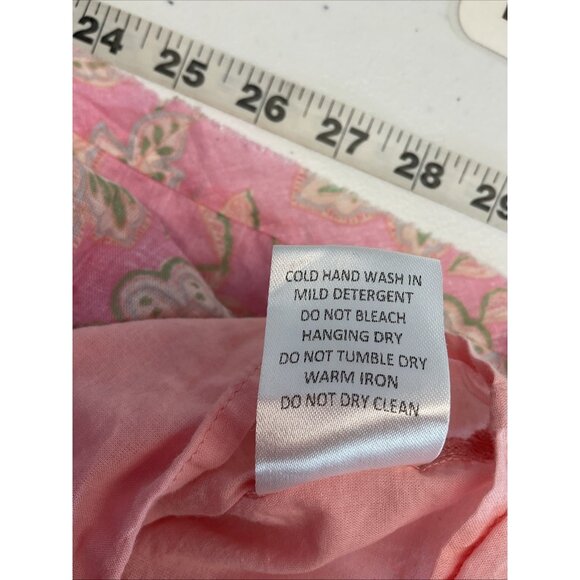 24
25
26
27
28
29
COLD HAND WASH IN
MILD DETERGENT
DO NOT BLEACH
HANGING DRY
DO NOT TUMBLE DRY
WARM IRON
DO NOT DRY CLEAN